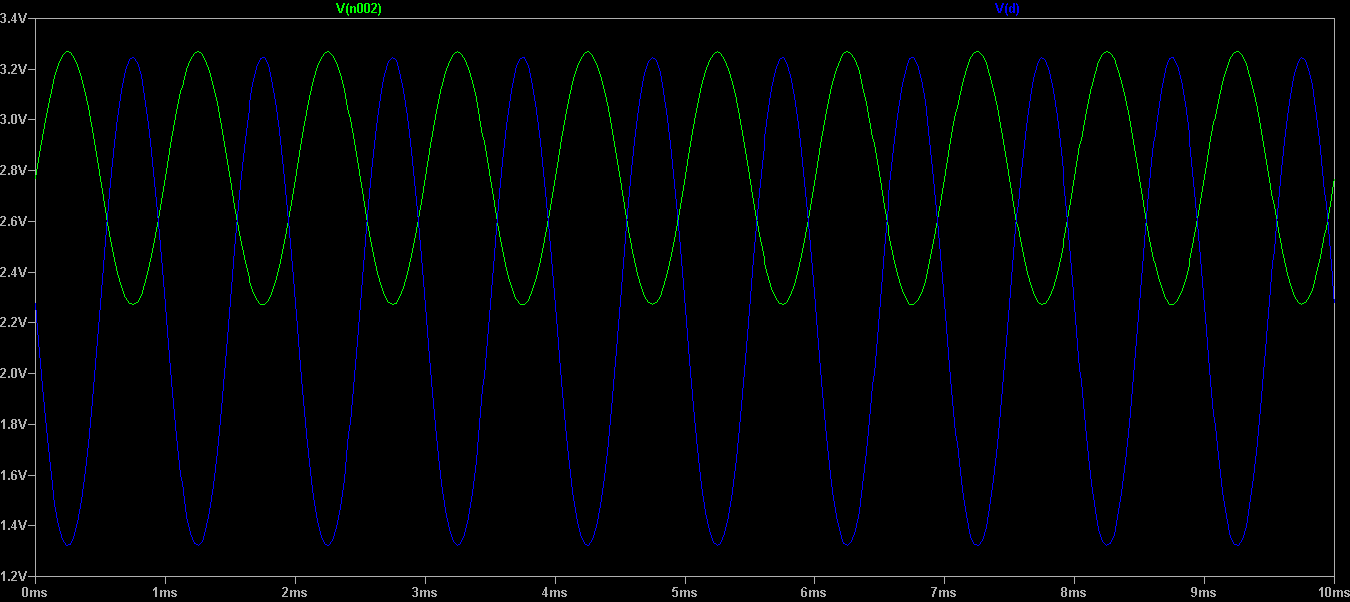 V(n002) V(d)
3.4V
3.2V
3.0V
2.8V
2.6V
2.4V
2.2V
2.0V
1.8V
1.6V
1.4V
1.2V
0ms 1ms 2ms 3ms 4ms 5ms 6ms 7ms 8ms 9ms 10ms